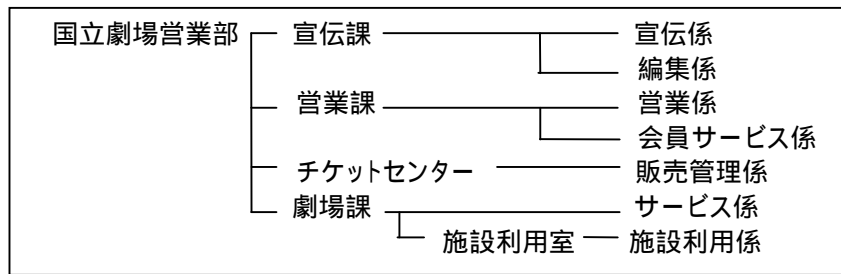 国立劇場営業部 宣伝課 宣伝係
編集係
営業課 営業係
会員サービス係
チケットセンター 販売管理係
劇場課 サービス係
施設利用室 施設利用係